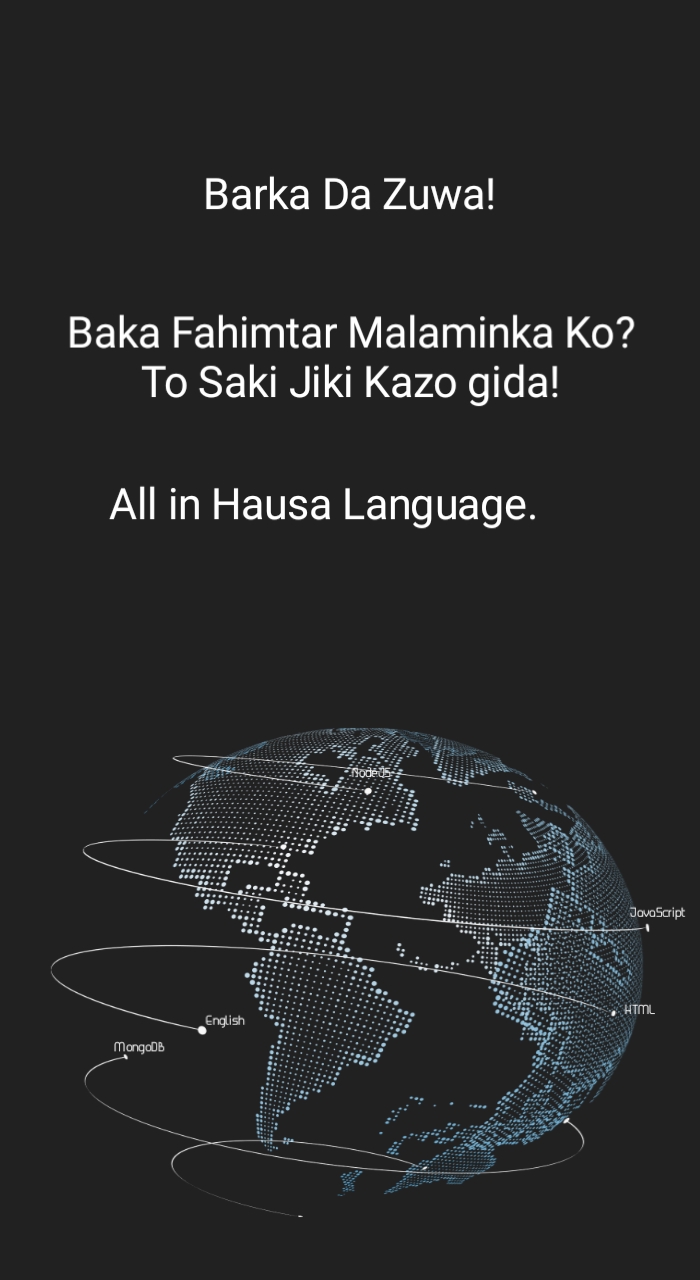 Barka Da Zuwa!
Baka Fahimtar Malaminka Ko?
To Saki Jiki Kazo gida!
All in Hausa Language.
NodeJS
JavaScript
HTML
English
MongoDB